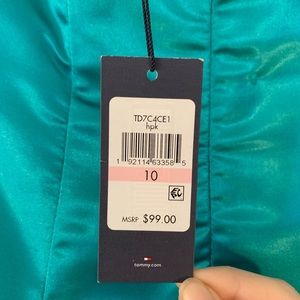 TD7C4CE1
hpk
1 92114 63358 5
10
MSRP $99.00
tommy.com